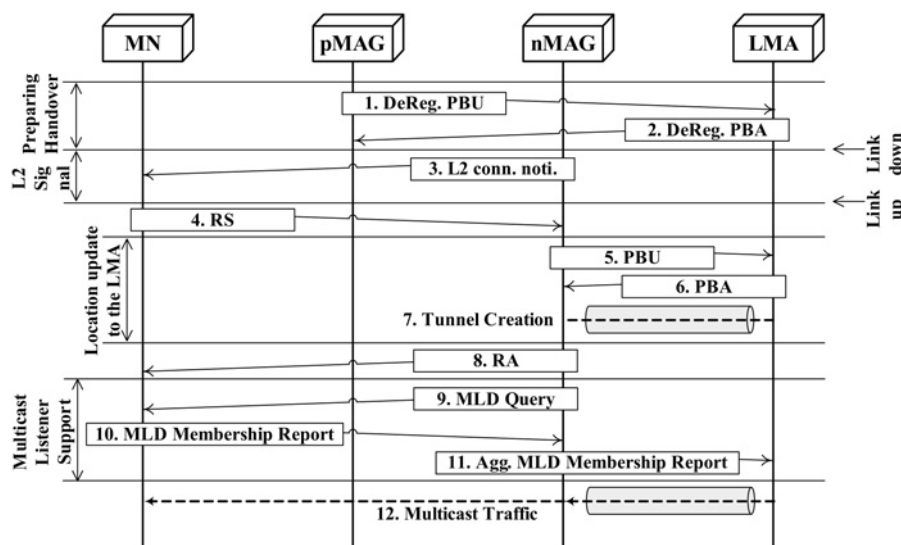 MN
pMAG
nMAG
LMA
Preparing
Handover
1. DeReg. PBU
2. DeReg. PBA
Link
down
L2
Sig
nal
3. L2 conn. noti.
Link
up
4. RS
Location update
to the LMA
5. PBU
6. PBA
7. Tunnel Creation
8. RA
Multicast
Listener
Support
9. MLD Query
10. MLD Membership Report
11. Agg. MLD Membership Report
12. Multicast Traffic